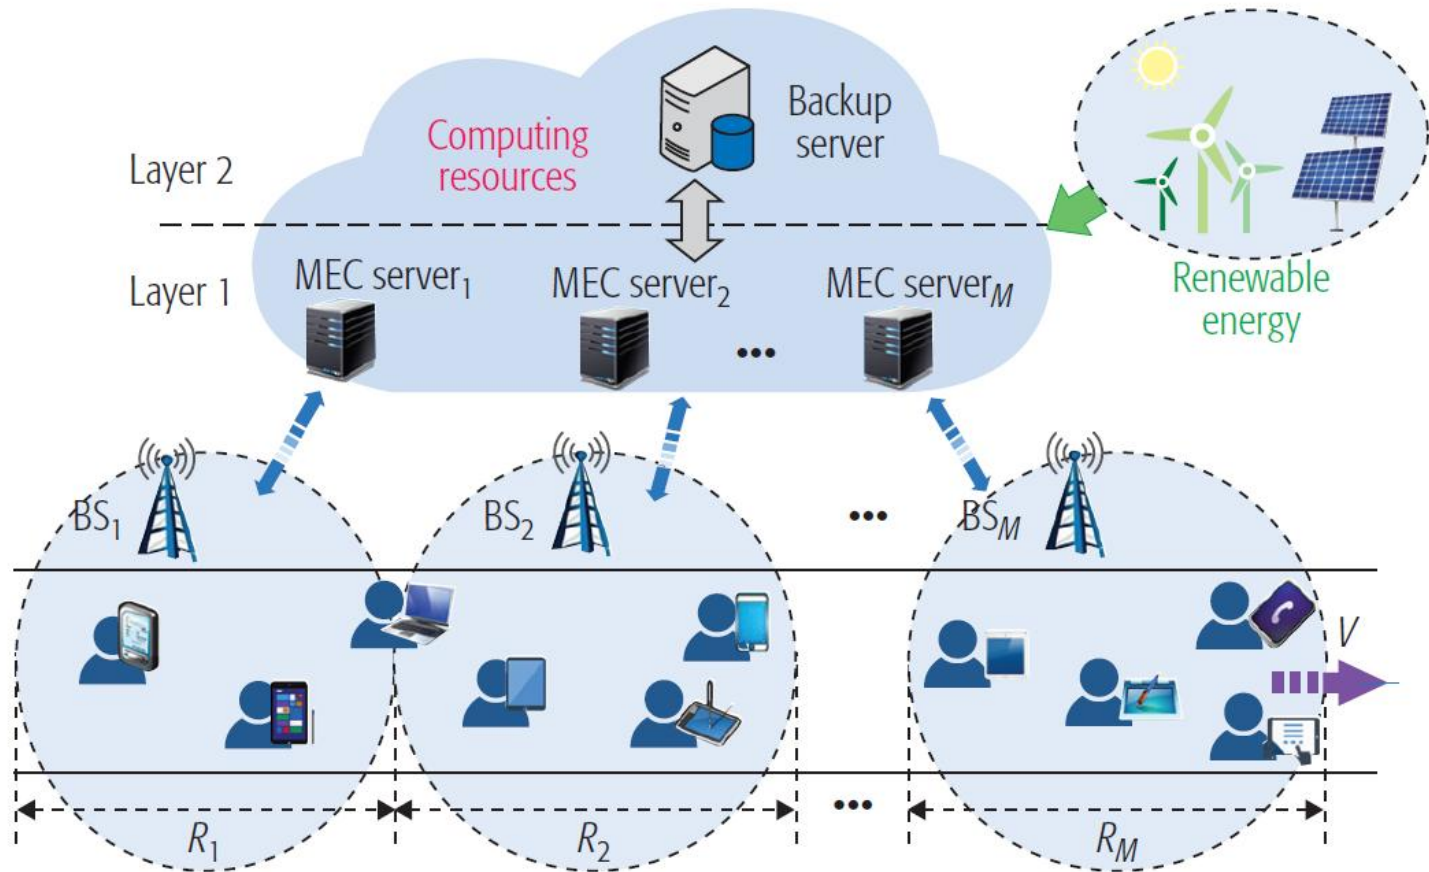 Backup
server
Computing
resources
Layer 2
Layer 1
MEC server1
MEC server2
MEC serverM
•••
Renewable
energy
BS1
BS2
•••
BSM
V
R1
R2
•••
RM